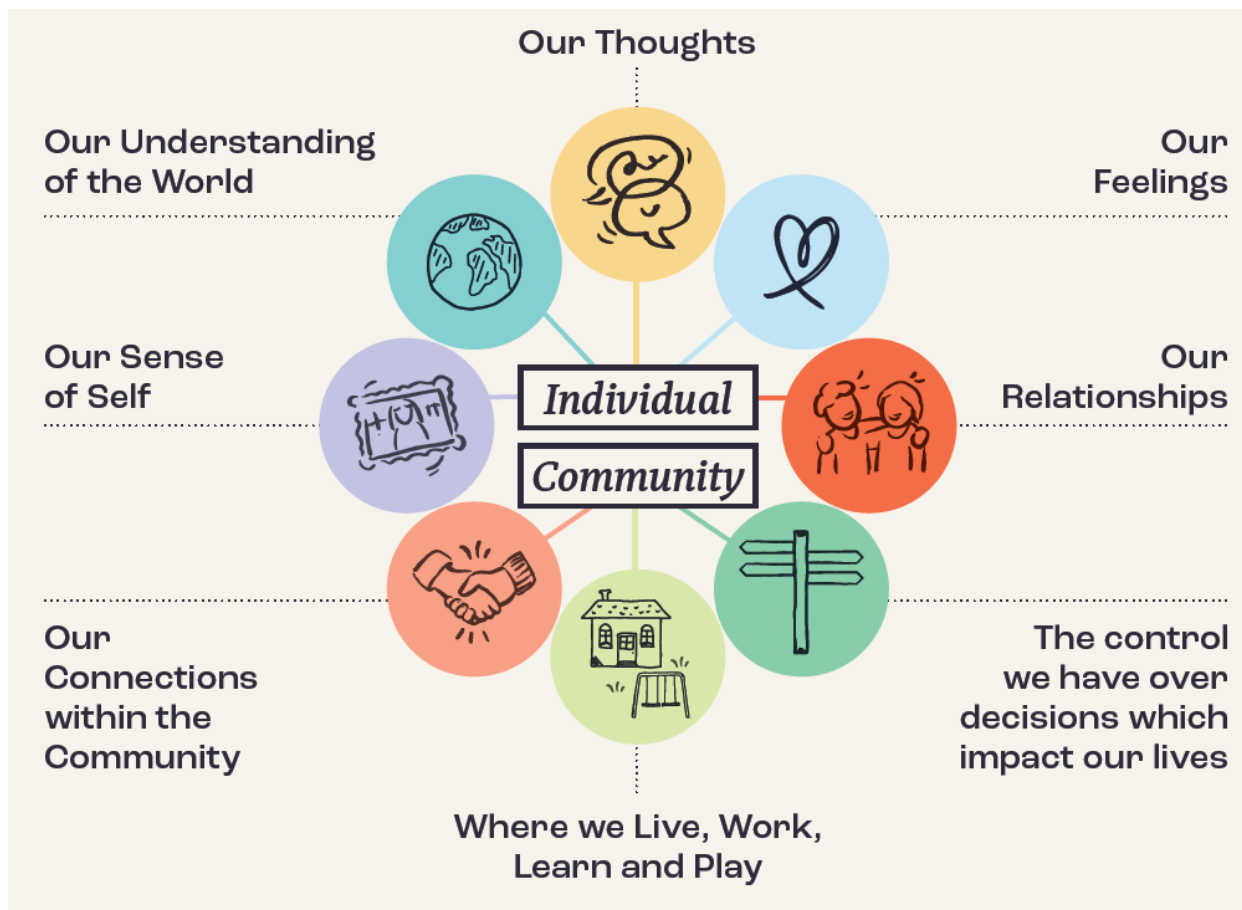 Our Thoughts
Our Understanding
of the World
Our
Feelings
Our Sense
of Self
Our
Relationships
Individual
Community
Our
Connections
within the
Community
The control
we have over
decisions which
impact our lives
Where we Live, Work,
Learn and Play